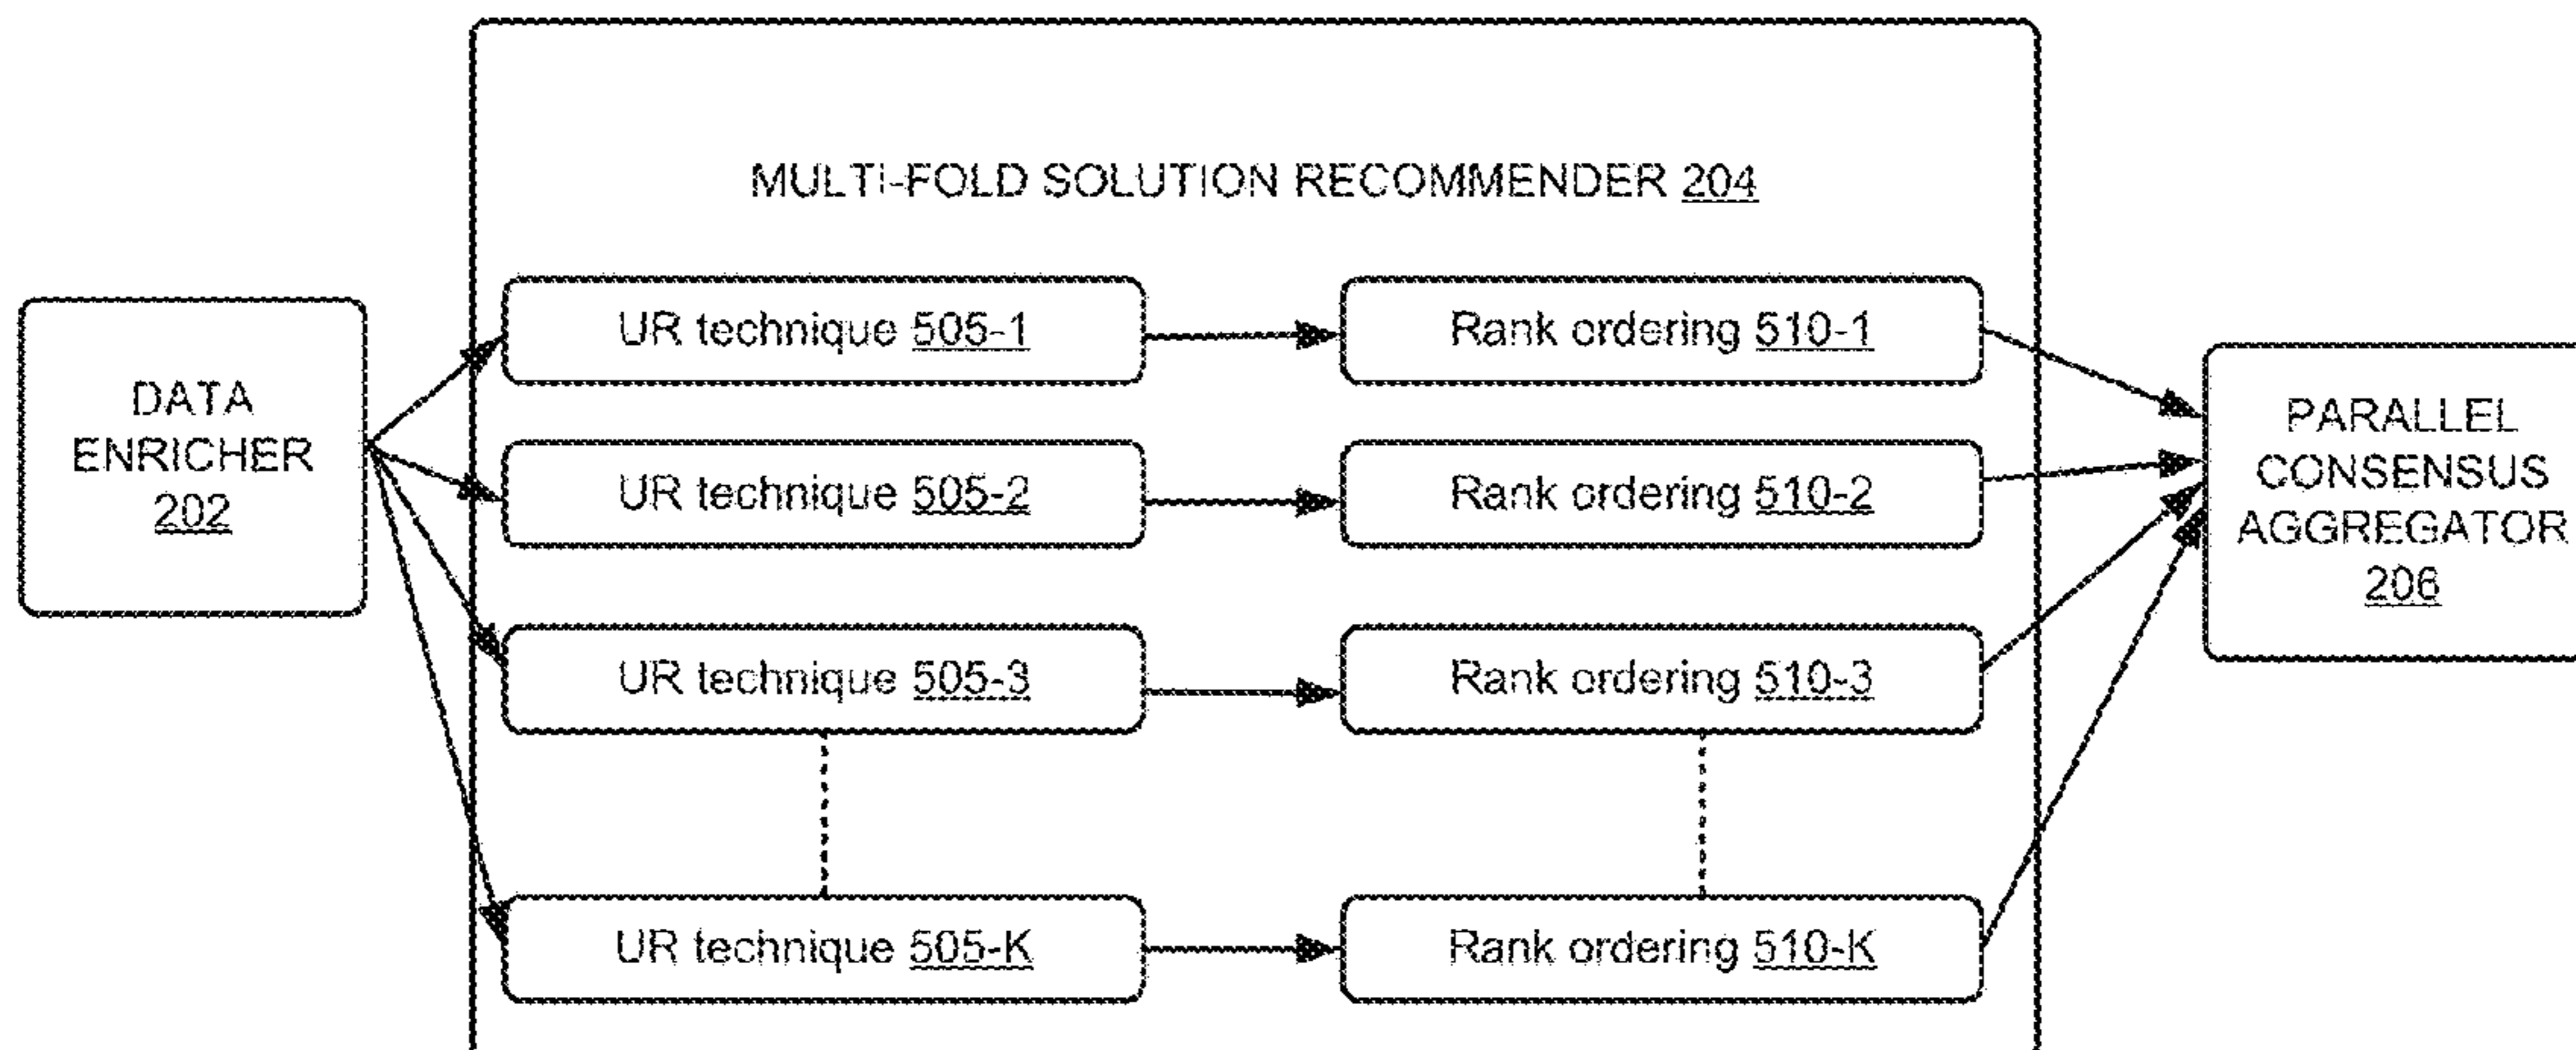 MULTI-FOLD SOLUTION RECOMMENDER 204
DATA
ENRICHER
202
UR technique 505-1
Rank ordering 510-1
UR technique 505-2
Rank ordering 510-2
UR technique 505-3
Rank ordering 510-3
UR technique 505-K
Rank ordering 510-K
PARALLEL
CONSENSUS
AGGREGATOR
206